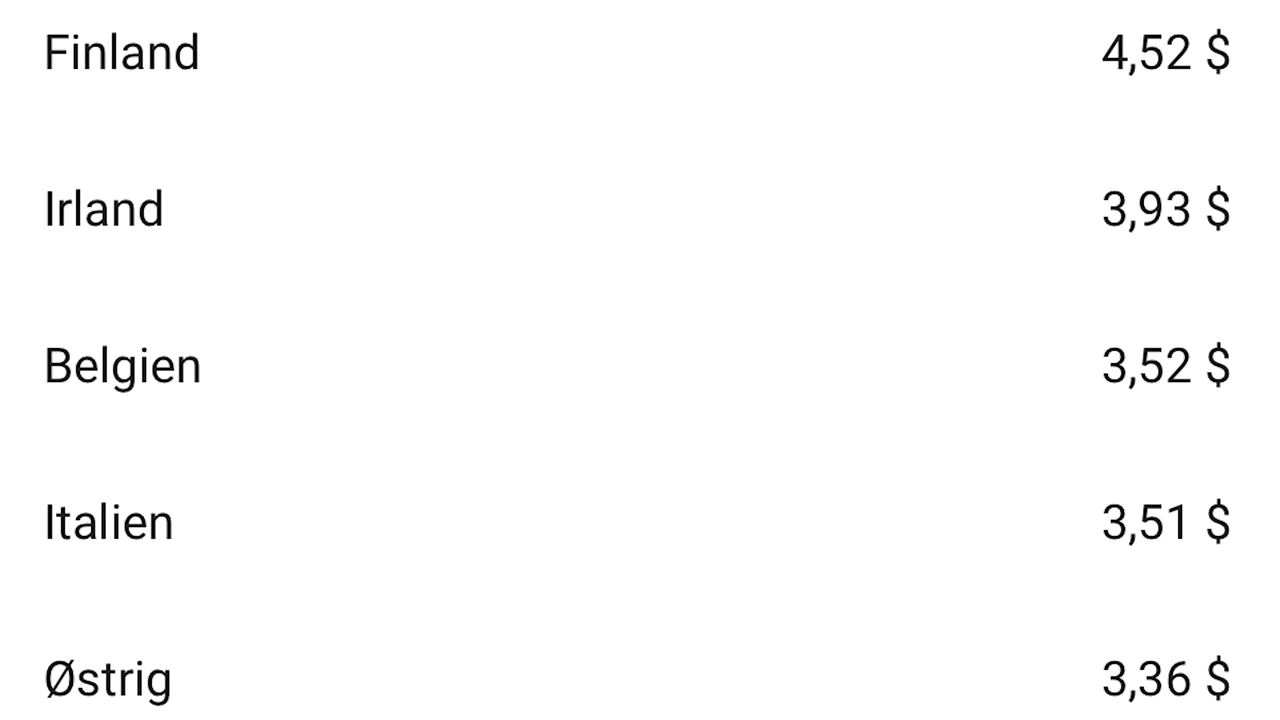 Finland 4,52 $
Irland 3,93 $
Belgien 3,52 $
Italien 3,51 $
Østrig 3,36 $